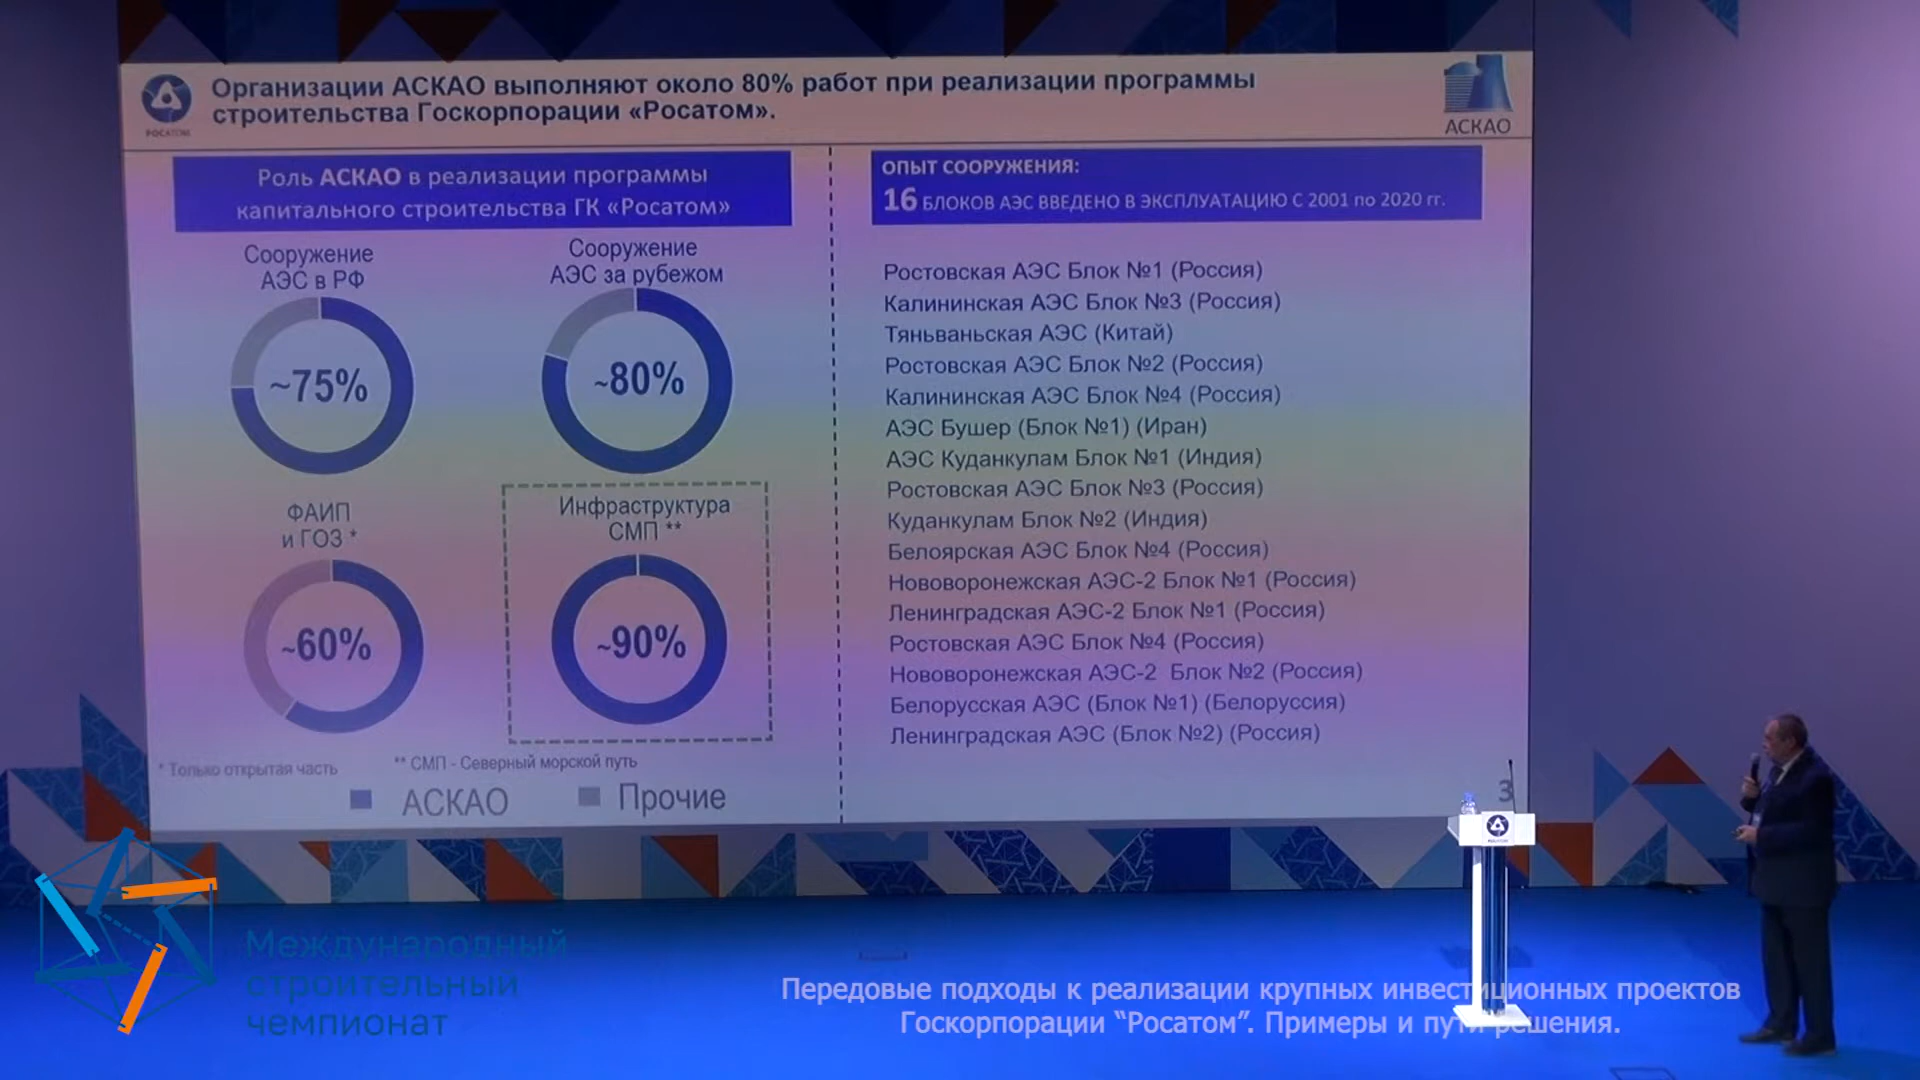 Организации АСКАО выполняют около 80% работ при реализации программы
строительства Госкорпорации «Росатом».
РОСАТОМ
АСКАО
Роль АСКАО в реализации программы
капитального строительства ГК «Росатом»
Сооружение
АЭС в РФ
~75%
Сооружение
АЭС за рубежом
~80%
ФАИП
и ГОЗ *
~60%
Инфраструктура
СМП **
~90%
* Только открытая часть
** СМП - Северный морской путь
АСКАО
Прочие
ОПЫТ СООРУЖЕНИЯ:
16 БЛОКОВ АЭС ВВЕДЕНО В ЭКСПЛУАТАЦИЮ С 2001 по 2020 гг.
Ростовская АЭС Блок №1 (Россия)
Калининская АЭС Блок №3 (Россия)
Тяньваньская АЭС (Китай)
Ростовская АЭС Блок №2 (Россия)
Калининская АЭС Блок №4 (Россия)
АЭС Бушер (Блок №1) (Иран)
АЭС Куданкулам Блок №1 (Индия)
Ростовская АЭС Блок №3 (Россия)
Куданкулам Блок №2 (Индия)
Белоярская АЭС Блок №4 (Россия)
Нововоронежская АЭС-2 Блок №1 (Россия)
Ленинградская АЭС-2 Блок №1 (Россия)
Ростовская АЭС Блок №4 (Россия)
Нововоронежская АЭС-2 Блок №2 (Россия)
Белорусская АЭС (Блок №1) (Белоруссия)
Ленинградская АЭС (Блок №2) (Россия)
3
РОСАТОМ
Международный
строительный
чемпионат
Передовые подходы к реализации крупных инвестиционных проектов
Госкорпорации “Росатом”. Примеры и пути решения.